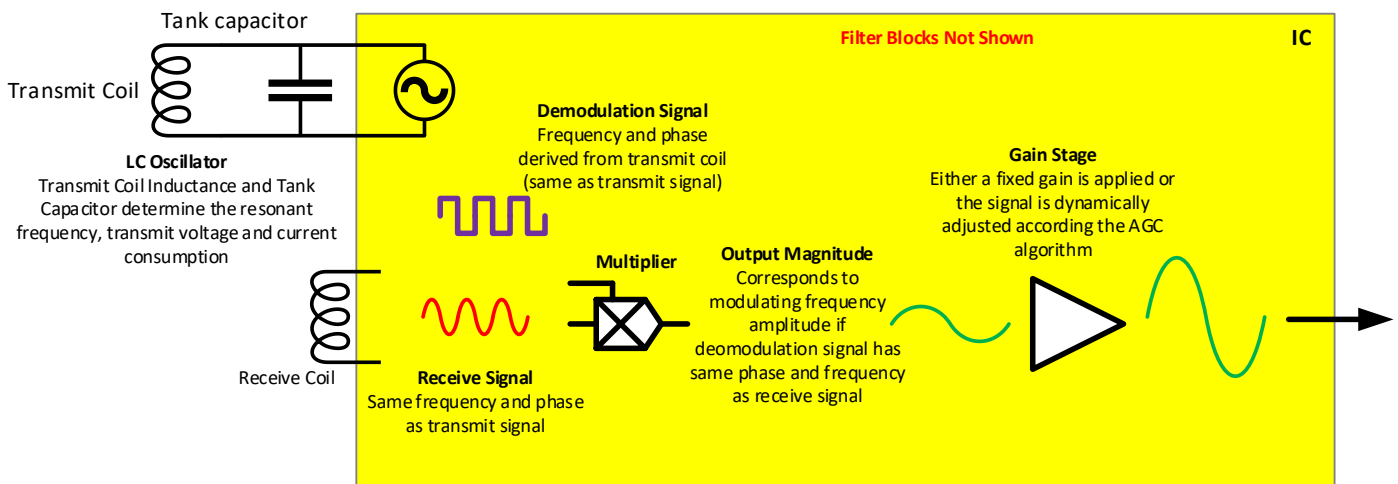 Tank capacitor
Filter Blocks Not Shown
IC
Transmit Coil
Demodulation Signal
Frequency and phase
derived from transmit coil
(same as transmit signal)
LC Oscillator
Transmit Coil Inductance and Tank
Capacitor determine the resonant
frequency, transmit voltage and current
consumption
Gain Stage
Either a fixed gain is applied or
the signal is dynamically
adjusted according the AGC
algorithm
Multiplier
Output Magnitude
Corresponds to
modulating frequency
amplitude if
deomodulation signal has
same phase and frequency
as receive signal
Receive Coil
Receive Signal
Same frequency and phase
as transmit signal